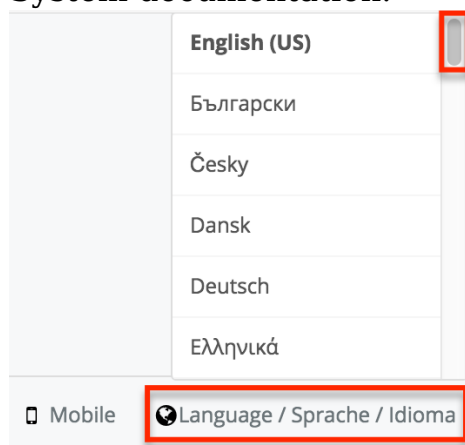 System documentation.
English (US)
Български
Česky
Dansk
Deutsch
Ελληνικά
Mobile Language / Sprache / Idioma